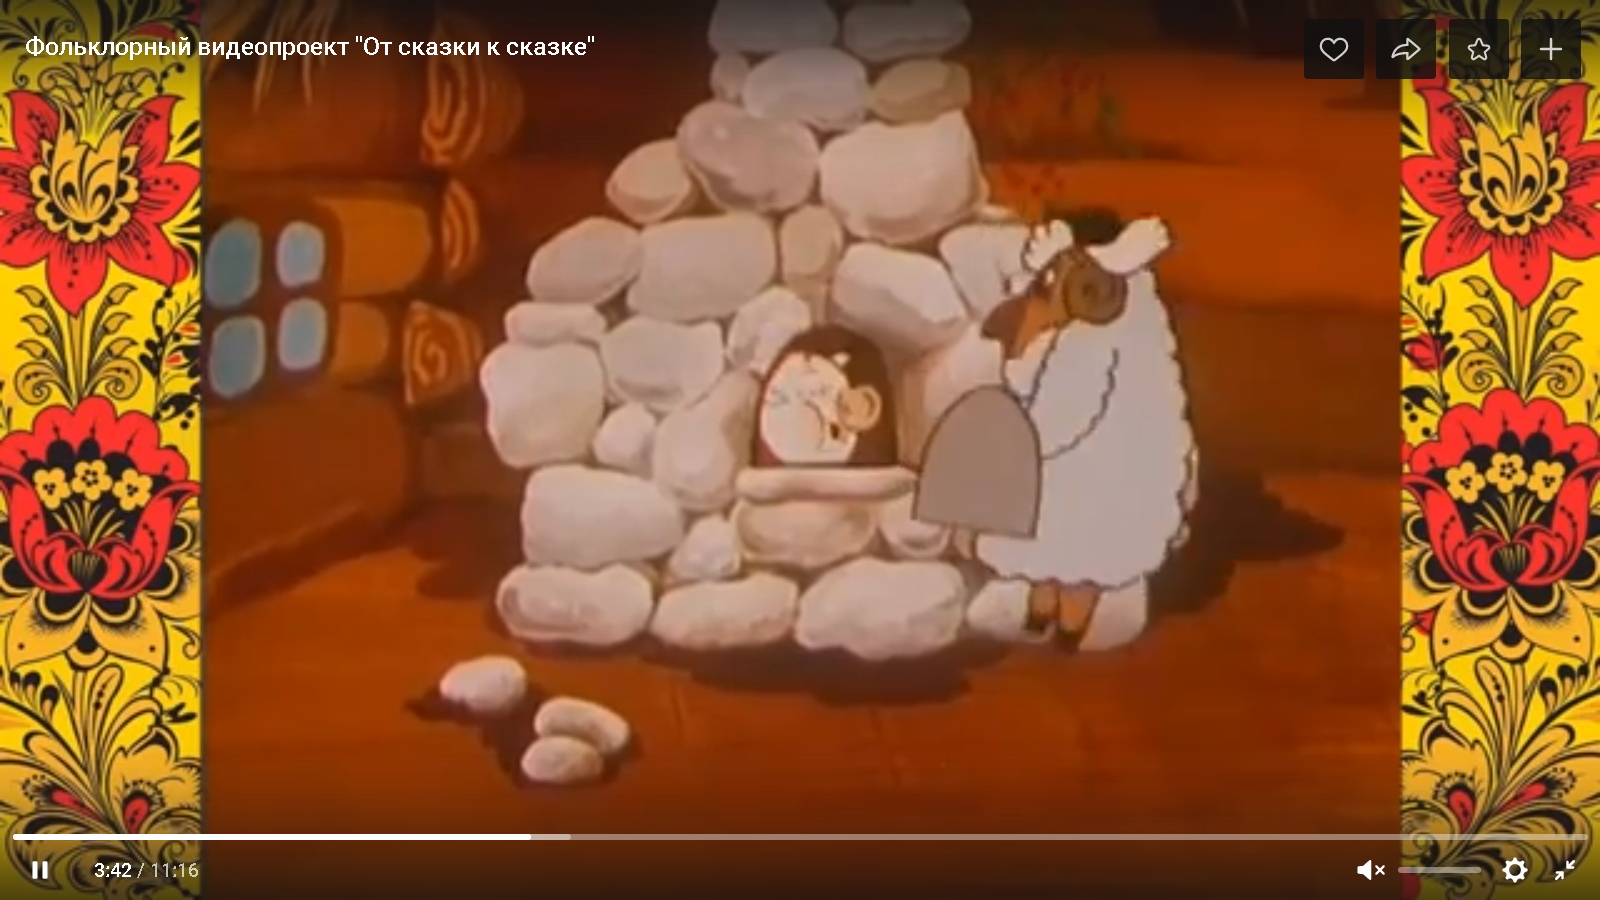 Фольклорный видеопроект "От сказки к сказке"
3:42 / 11:16